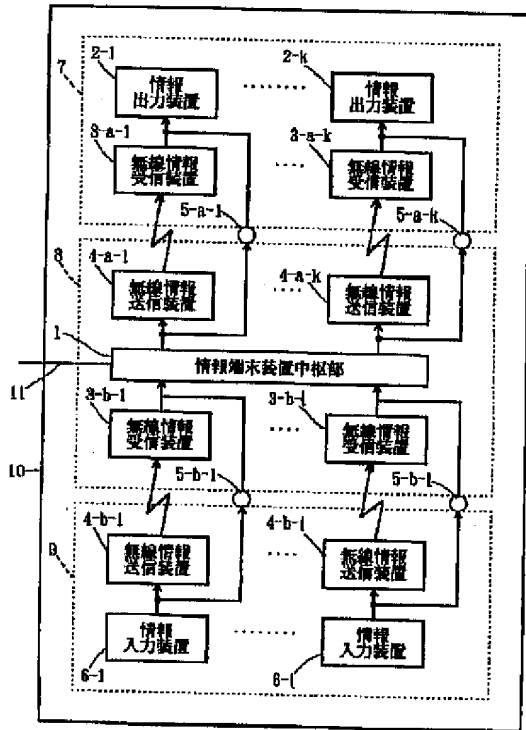 7
2-1
情報
出力装置
2-k
情報
出力装置
3-a-1
無線情報
受信装置
3-a-k
無線情報
受信装置
5-a-1
5-a-k
8
4-a-1
無線情報
送信装置
4-a-k
無線情報
送信装置
1
情報端末装置中枢部
11
3-b-1
無線情報
受信装置
3-b-l
無線情報
受信装置
10
5-b-1
5-b-l
9
4-b-1
無線情報
送信装置
4-b-l
無線情報
送信装置
情報
入力装置
6-1
情報
入力装置
6-l